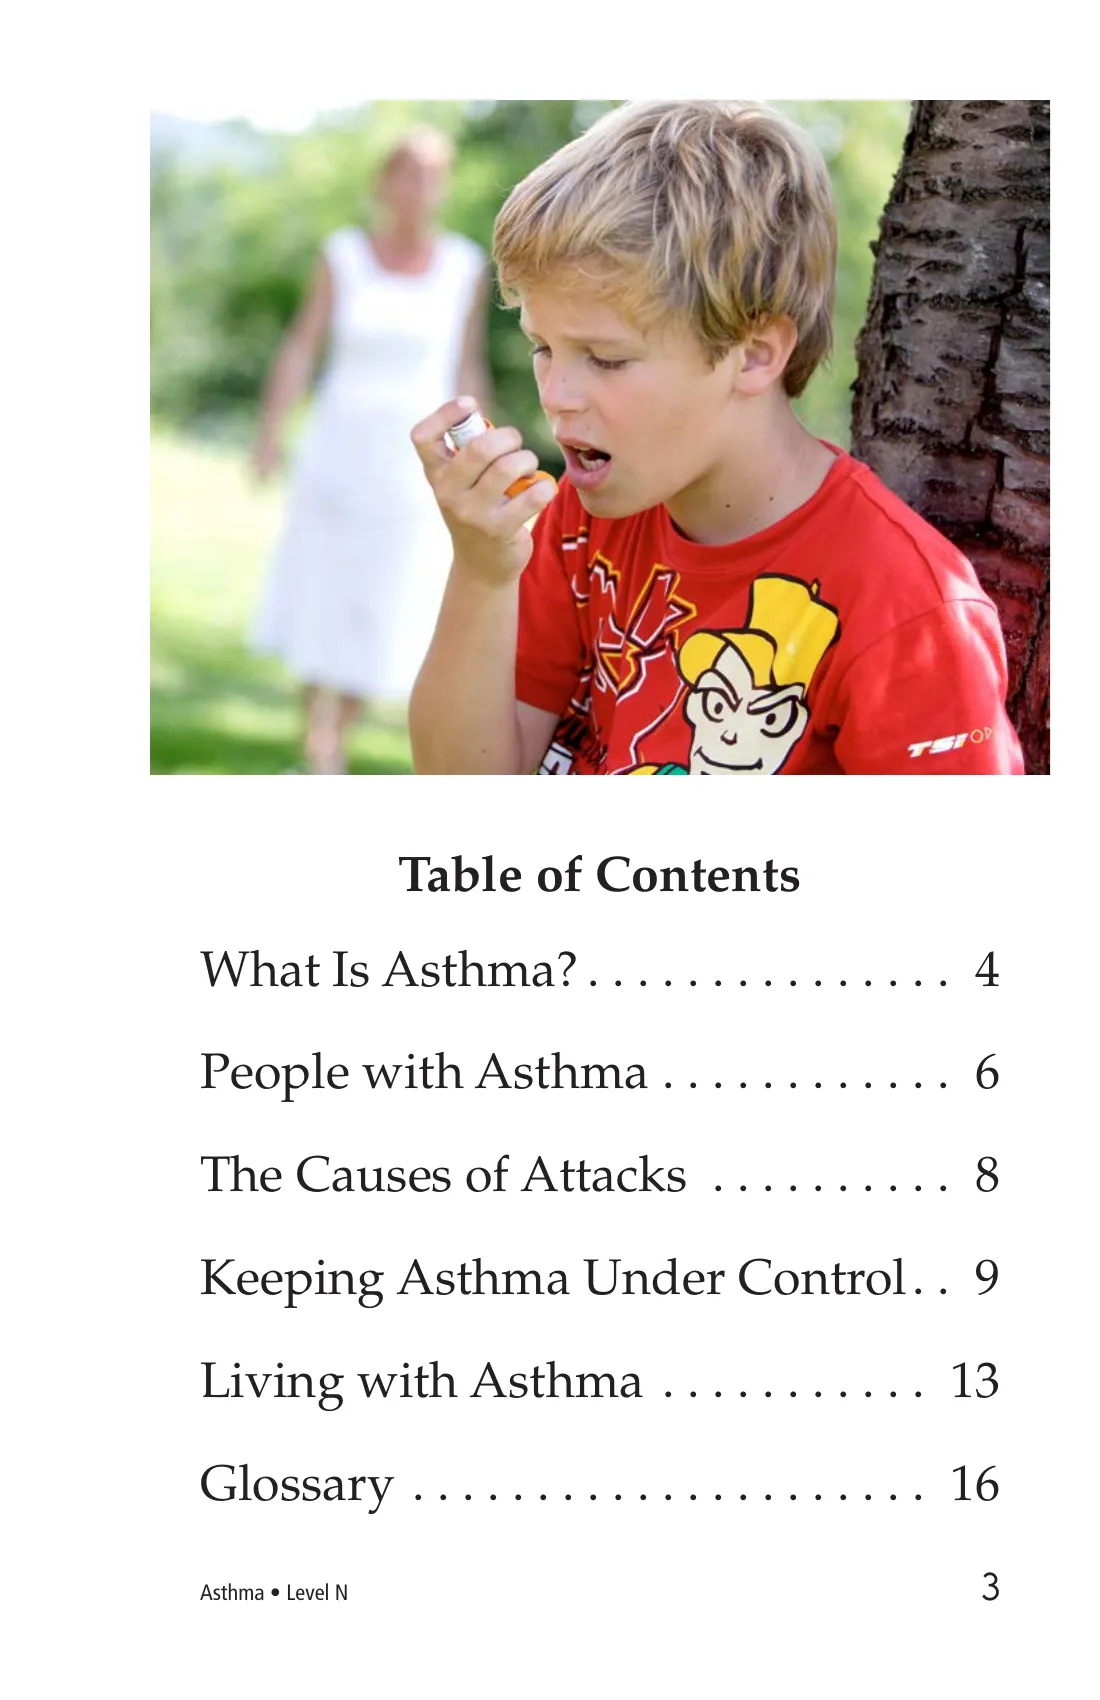 TSI
Table of Contents
What Is Asthma? . . . . . . . . . . . . . . . 4
People with Asthma . . . . . . . . . . . . 6
The Causes of Attacks . . . . . . . . . . 8
Keeping Asthma Under Control . . 9
Living with Asthma . . . . . . . . . . . 13
Glossary . . . . . . . . . . . . . . . . . . . . . 16
Asthma • Level N 3